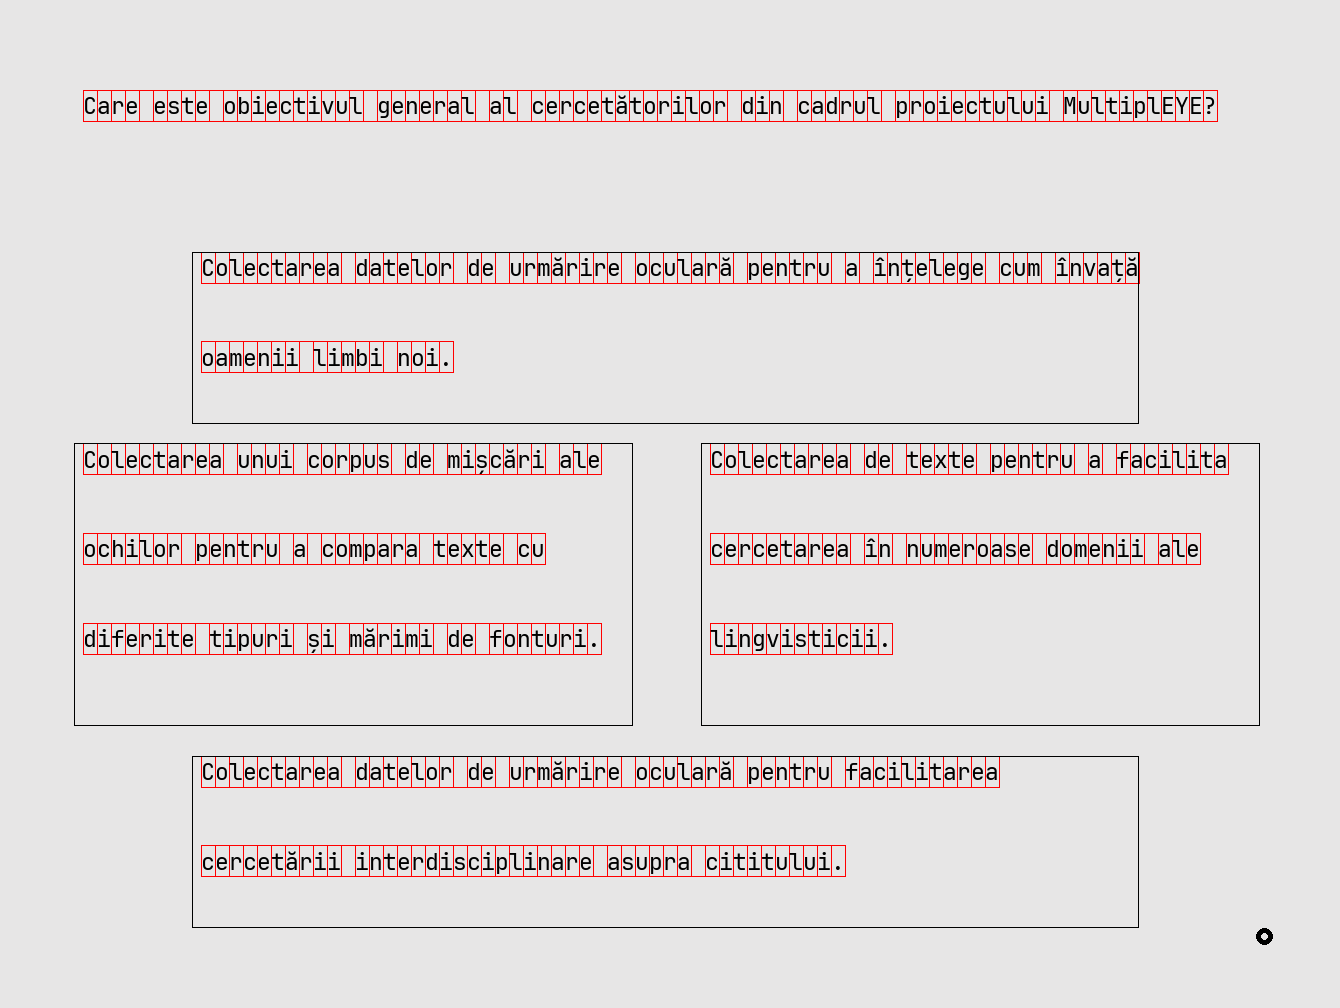 Care este obiectivul general al cercetătorilor din cadrul proiectului MultiplEYE?
Colectarea datelor de urmărire oculară pentru a înțelege cum învață
oamenii limbi noi.
Colectarea unui corpus de mișcări ale
ochilor pentru a compara texte cu
diferite tipuri și mărimi de fonturi.
Colectarea de texte pentru a facilita
cercetarea în numeroase domenii ale
lingvisticii.
Colectarea datelor de urmărire oculară pentru facilitarea
cercetării interdisciplinare asupra cititului.